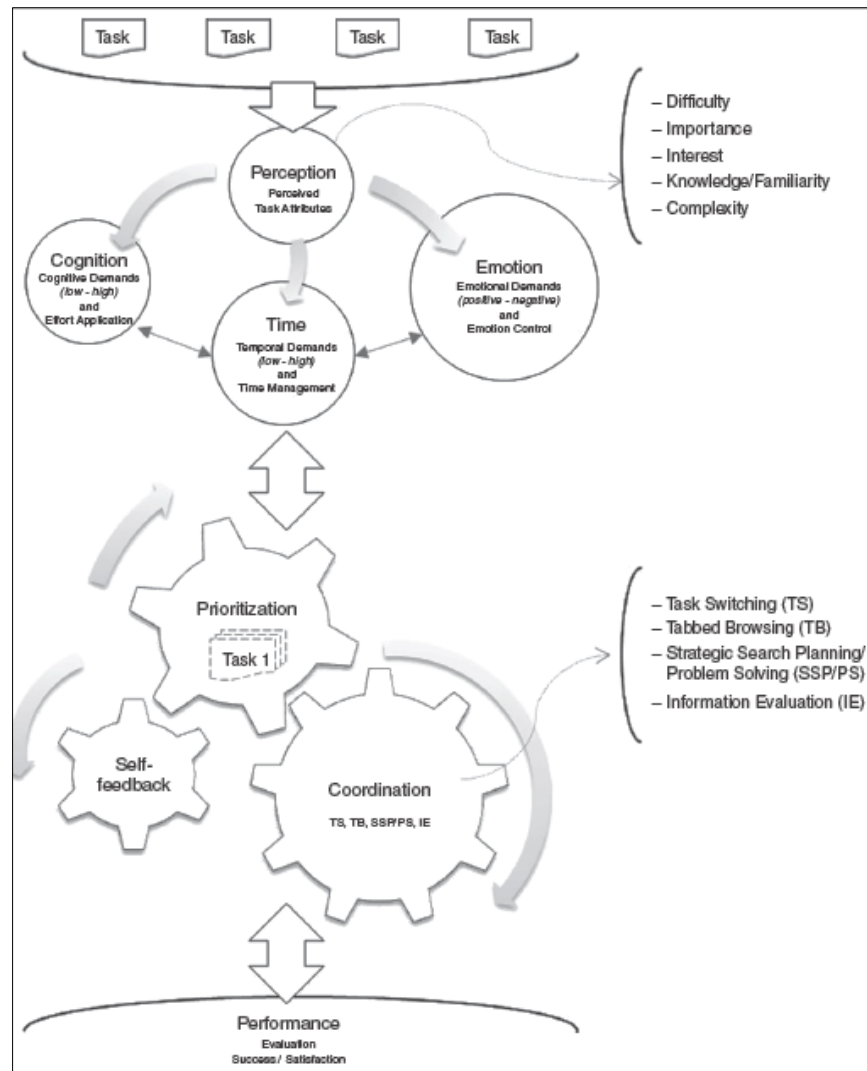 Task
Task
Task
Task
– Difficulty
– Importance
– Interest
– Knowledge/Familiarity
– Complexity
Perception
Perceived
Task Attributes
Cognition
Cognitive Demands
(low - high)
and
Effort Application
Emotion
Emotional Demands
(positive - negative)
and
Emotion Control
Time
Temporal Demands
(low - high)
and
Time Management
Prioritization
Task 1
– Task Switching (TS)
– Tabbed Browsing (TB)
– Strategic Search Planning/
Problem Solving (SSP/PS)
– Information Evaluation (IE)
Self-
feedback
Coordination
TS, TB, SSP/PS, IE
Performance
Evaluation
Success / Satisfaction